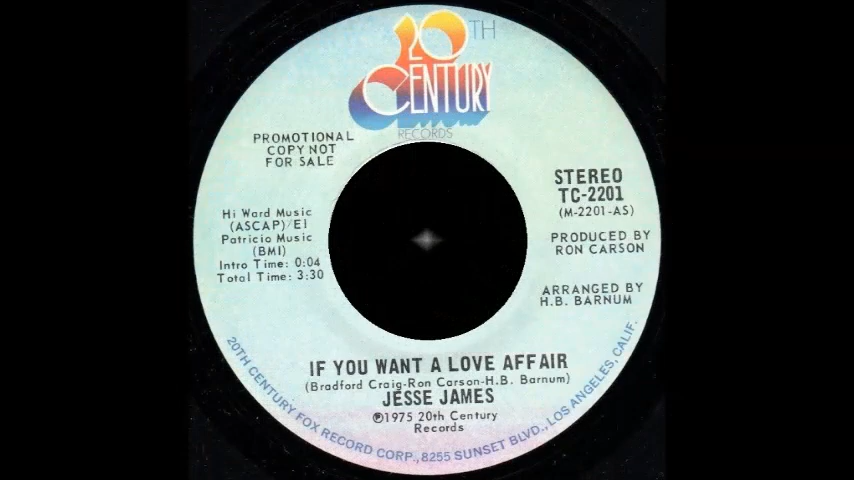 20TH
CENTURY
RECORDS
PROMOTIONAL
COPY NOT
FOR SALE
STEREO
TC-2201
(M-2201-AS)
Hi Ward Music
(ASCAP)/El
Patricio Music
(BMI)
Intro Time: 0:04
Total Time: 3:30
PRODUCED BY
RON CARSON
ARRANGED BY
H.B. BARNUM
IF YOU WANT A LOVE AFFAIR
(Bradford Craig-Ron Carson-H.B. Barnum)
JESSE JAMES
℗1975 20th Century
Records
20TH CENTURY FOX RECORD CORP., 8255 SUNSET BLVD., LOS ANGELES, CALIF.